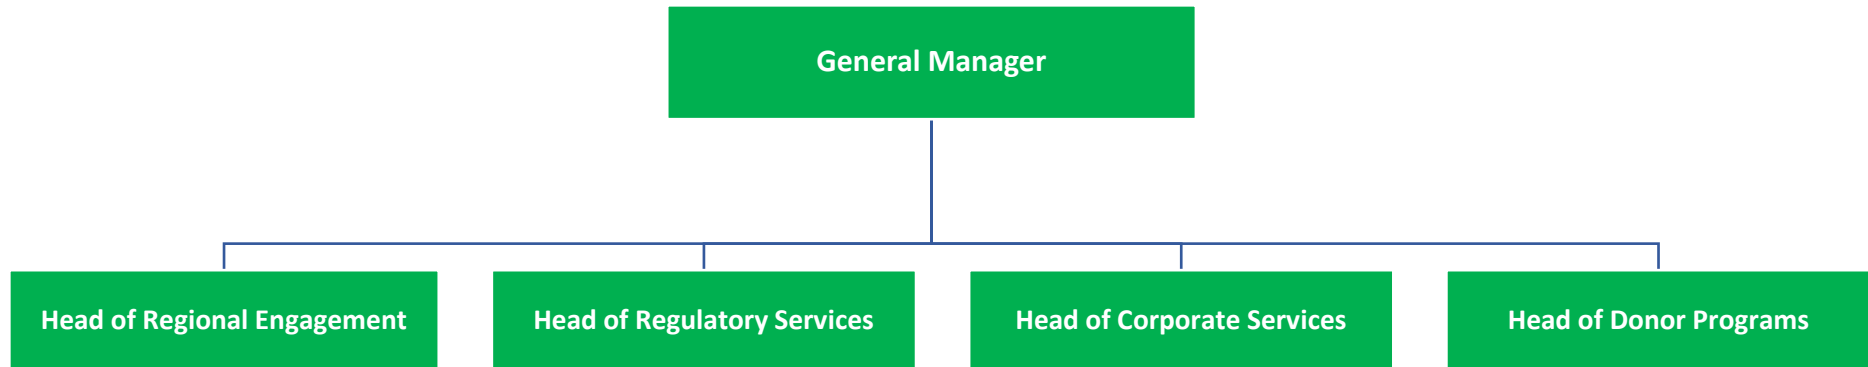 General Manager
Head of Regional Engagement
Head of Regulatory Services
Head of Corporate Services
Head of Donor Programs